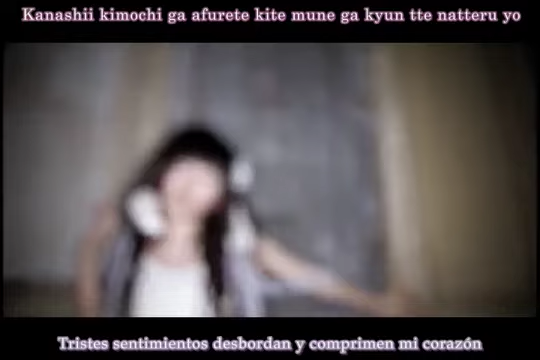 Kanashii kimochi ga afurete kite mune ga kyun tte natteru yo
Tristes sentimientos desbordan y comprimen mi corazón